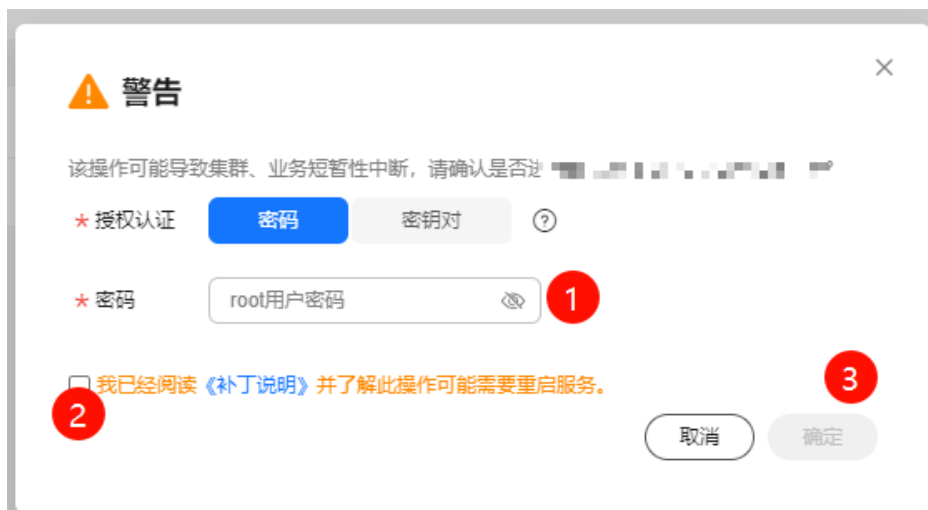 警告
该操作可能导致集群、业务短暂性中断，请确认是否
* 授权认证 密码 密钥对 ?
* 密码 root用户密码 1
我已经阅读《补丁说明》并了解此操作可能需要重启服务。
2
3
取消 确定